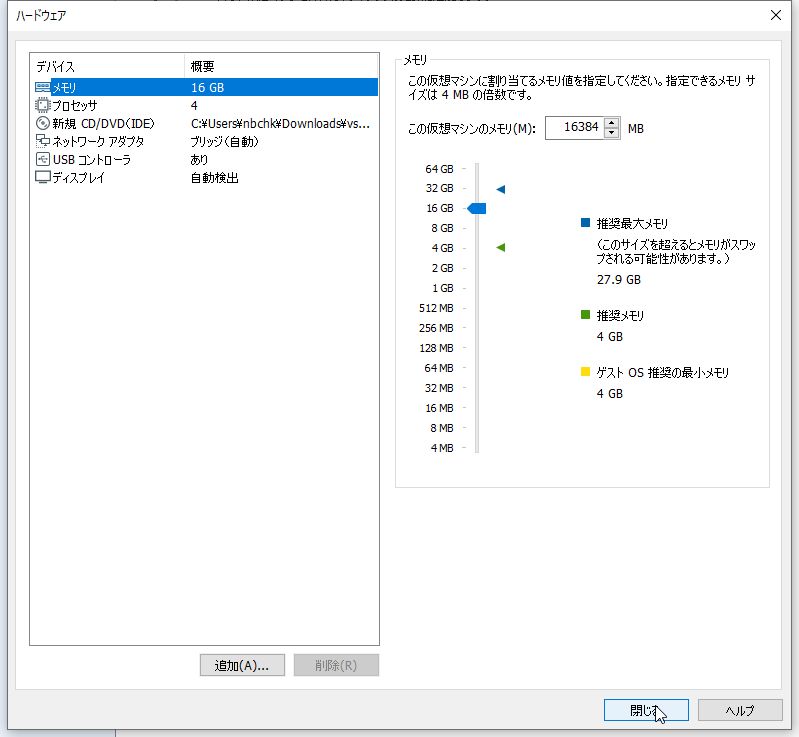 ハードウェア
デバイス 概要
メモリ 16 GB
プロセッサ 4
新規 CD/DVD(IDE) C:¥Users¥nbchk¥Downloads¥vs...
ネットワーク アダプタ ブリッジ(自動)
USB コントローラ あり
ディスプレイ 自動検出
追加(A)... 削除(R)
メモリ
この仮想マシンに割り当てるメモリ値を指定してください。指定できるメモリ サ
イズは 4 MB の倍数です。
この仮想マシンのメモリ(M): 16384 MB
64 GB
32 GB
16 GB
8 GB
4 GB
2 GB
1 GB
512 MB
256 MB
128 MB
64 MB
32 MB
16 MB
8 MB
4 MB
推奨最大メモリ
(このサイズを超えるとメモリがスワッ
プされる可能性があります。)
27.9 GB
推奨メモリ
4 GB
ゲスト OS 推奨の最小メモリ
4 GB
閉じる ヘルプ